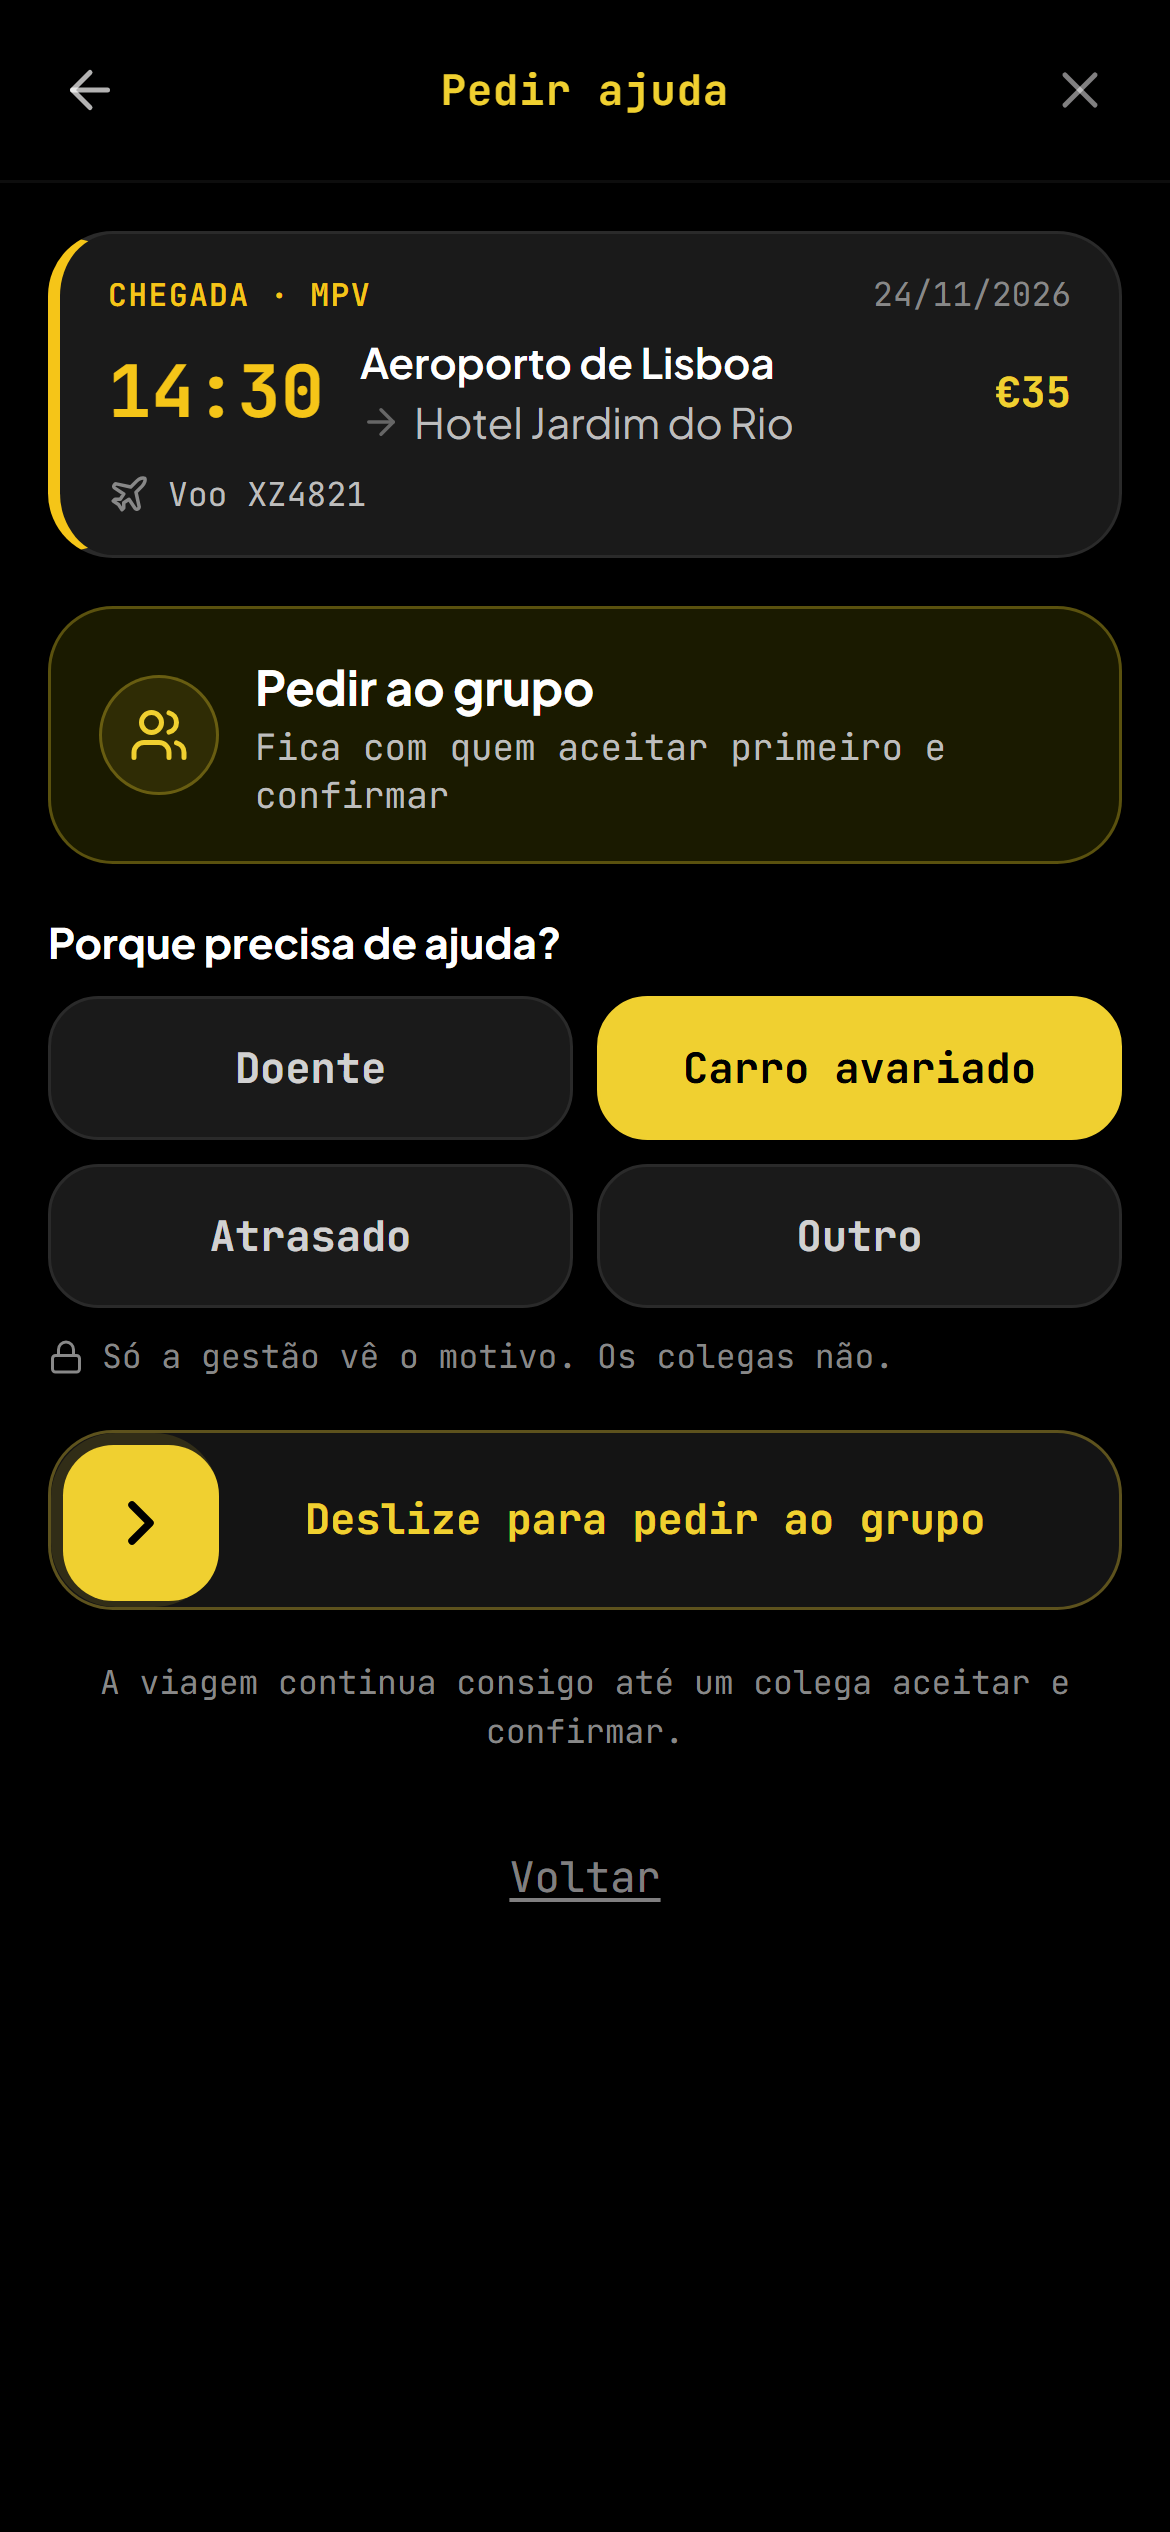 Pedir ajuda
CHEGADA · MPV
24/11/2026
14:30
Aeroporto de Lisboa
→ Hotel Jardim do Rio
€35
Voo XZ4821
Pedir ao grupo
Fica com quem aceitar primeiro e
confirmar
Porque precisa de ajuda?
Doente
Carro avariado
Atrasado
Outro
Só a gestão vê o motivo. Os colegas não.
Deslize para pedir ao grupo
A viagem continua consigo até um colega aceitar e
confirmar.
Voltar